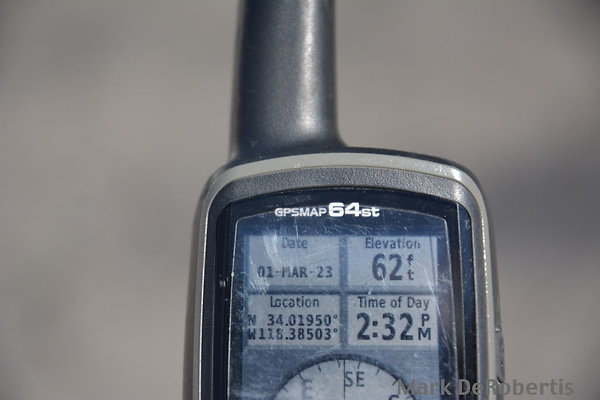 GPSMAP 64st
Date
01-MAR-23
Elevation
62 ft
Location
N 34.01950°
W118.38503°
Time of Day
2:32 PM
E
SE
Mark DeRobertis